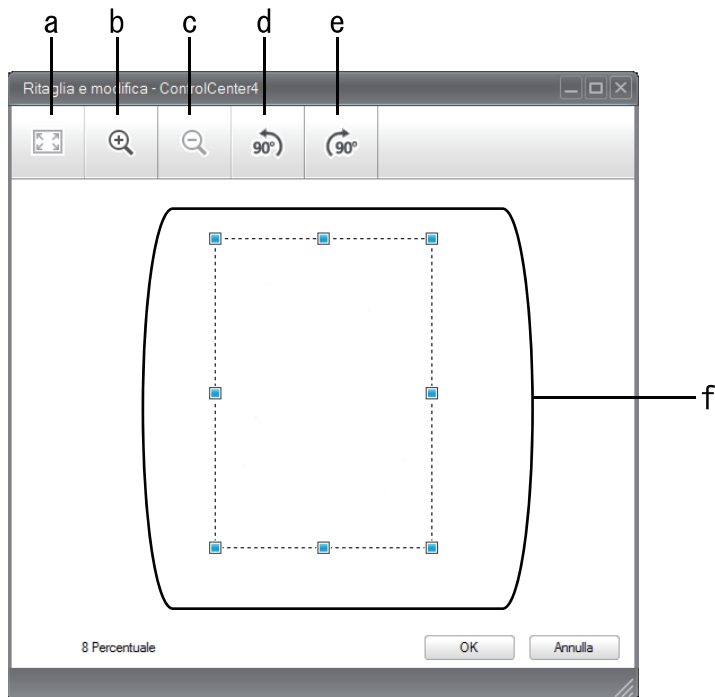 a b c d e
Ritaglia e modifica - ControlCenter4
90° 90°
f
8 Percentuale OK Annulla